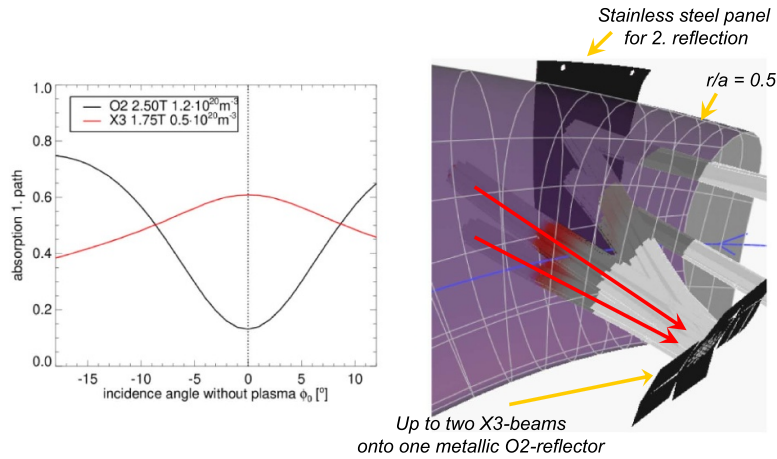 Stainless steel panel
for 2. reflection
r/a = 0.5
1.0
0.8
0.6
0.4
0.2
0.0
absorption 1. path
O2 2.50T 1.2·10²⁰m⁻³
X3 1.75T 0.5·10²⁰m⁻³
-15 -10 -5 0 5 10
incidence angle without plasma ϕ₀ [º]
Up to two X3-beams
onto one metallic O2-reflector